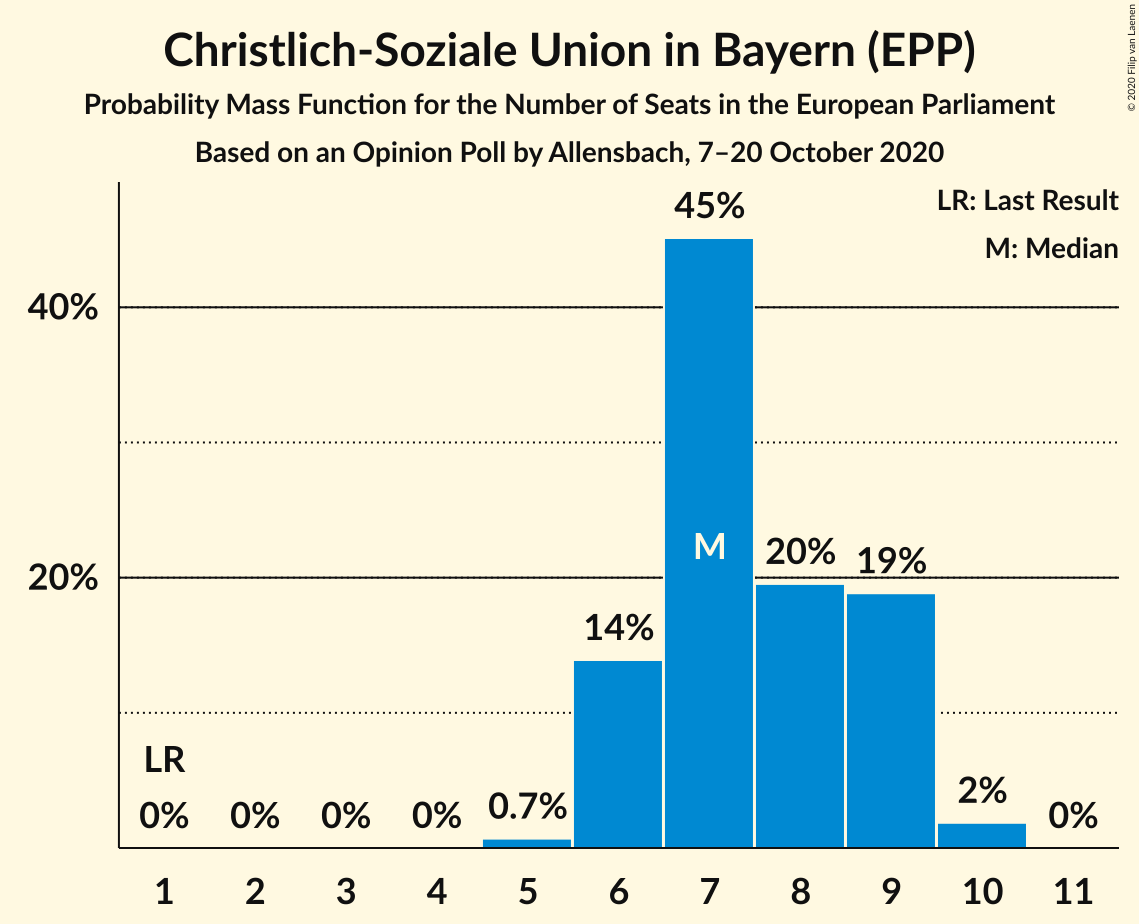 Christlich-Soziale Union in Bayern (EPP)
Probability Mass Function for the Number of Seats in the European Parliament
Based on an Opinion Poll by Allensbach, 7–20 October 2020
© 2020 Filip van Laenen
LR: Last Result
M: Median
45%
40%
M
20%
19%
20%
14%
LR
0%
0%
0%
0%
0.7%
2%
0%
1 2 3 4 5 6 7 8 9 10 11